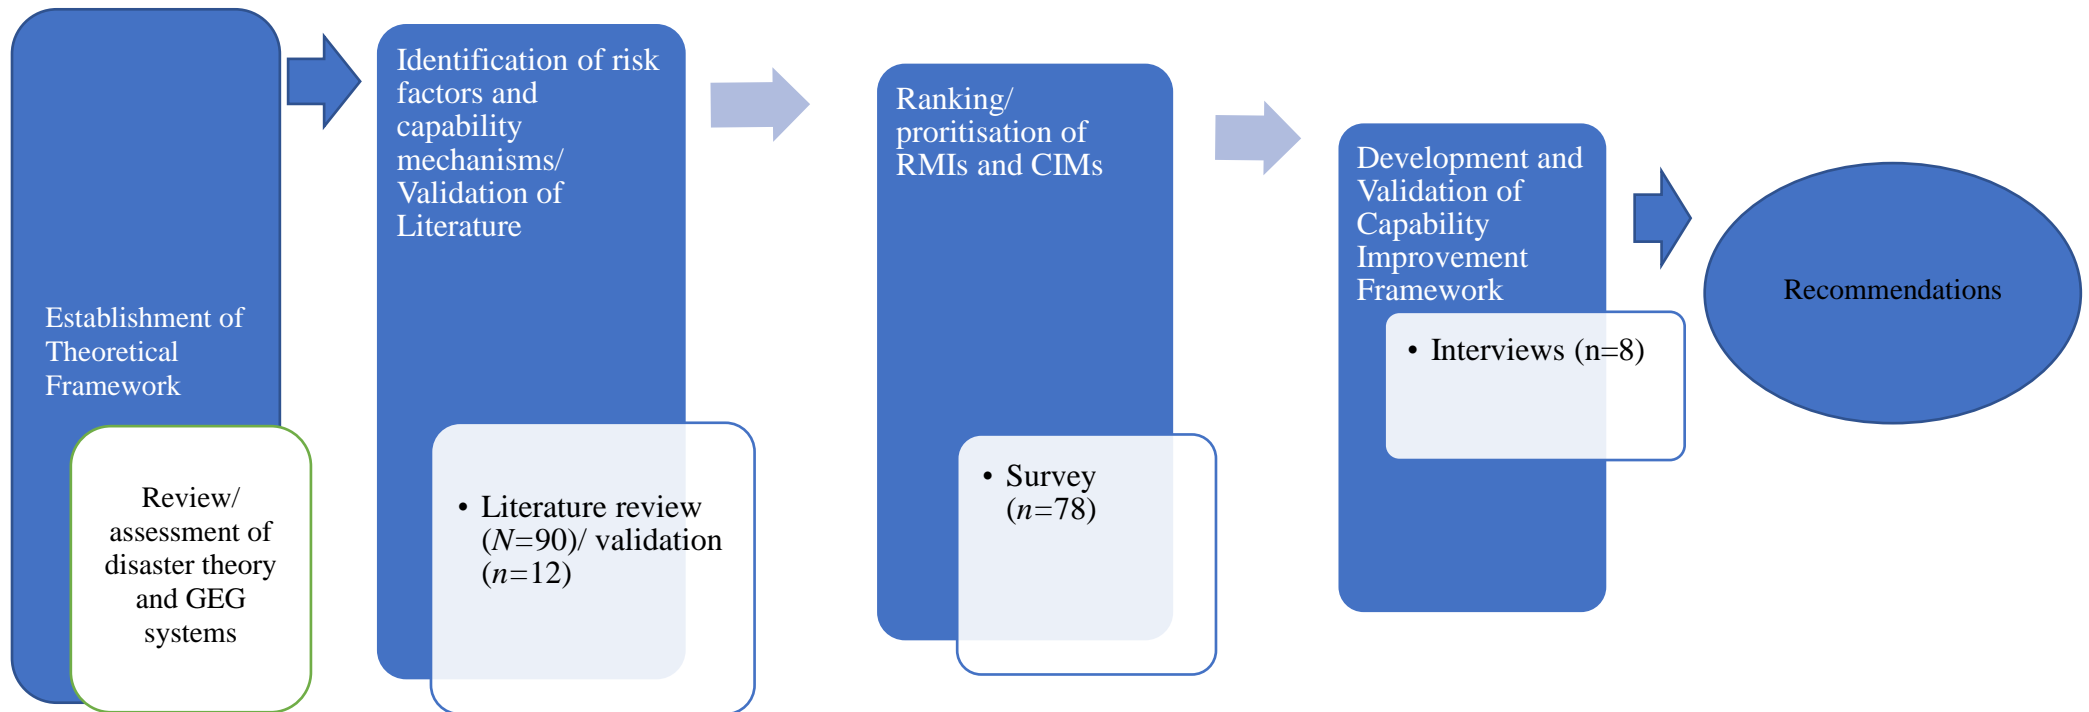 Establishment of
Theoretical
Framework
Review/
assessment of
disaster theory
and GEG
systems
Identification of risk
factors and
capability
mechanisms/
Validation of
Literature
• Literature review
(N=90)/ validation
(n=12)
Ranking/
proritisation of
RMIs and CIMs
• Survey
(n=78)
Development and
Validation of
Capability
Improvement
Framework
• Interviews (n=8)
Recommendations